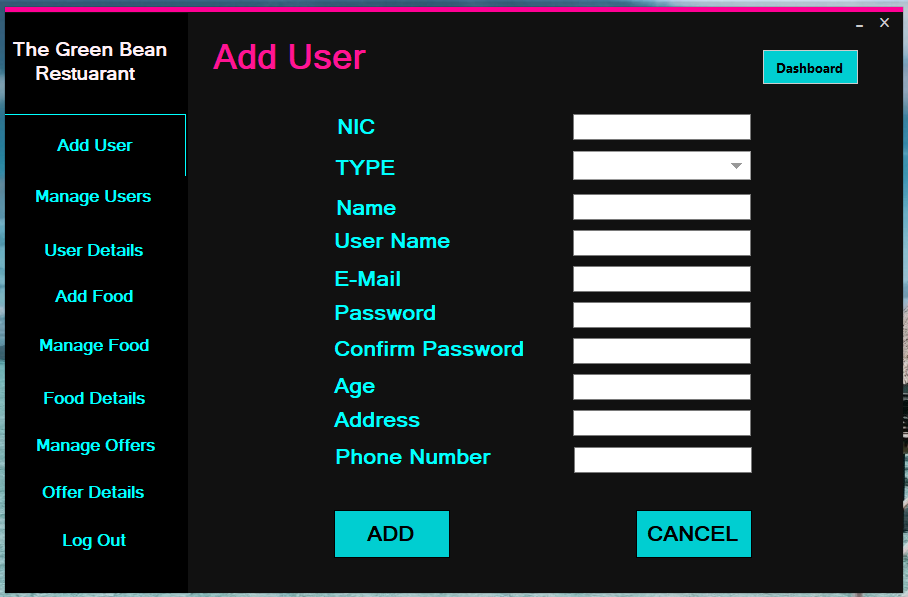 The Green Bean
Restuarant
Add User
Manage Users
User Details
Add Food
Manage Food
Food Details
Manage Offers
Offer Details
Log Out
Add User
Dashboard
NIC
TYPE
Name
User Name
E-Mail
Password
Confirm Password
Age
Address
Phone Number
ADD
CANCEL